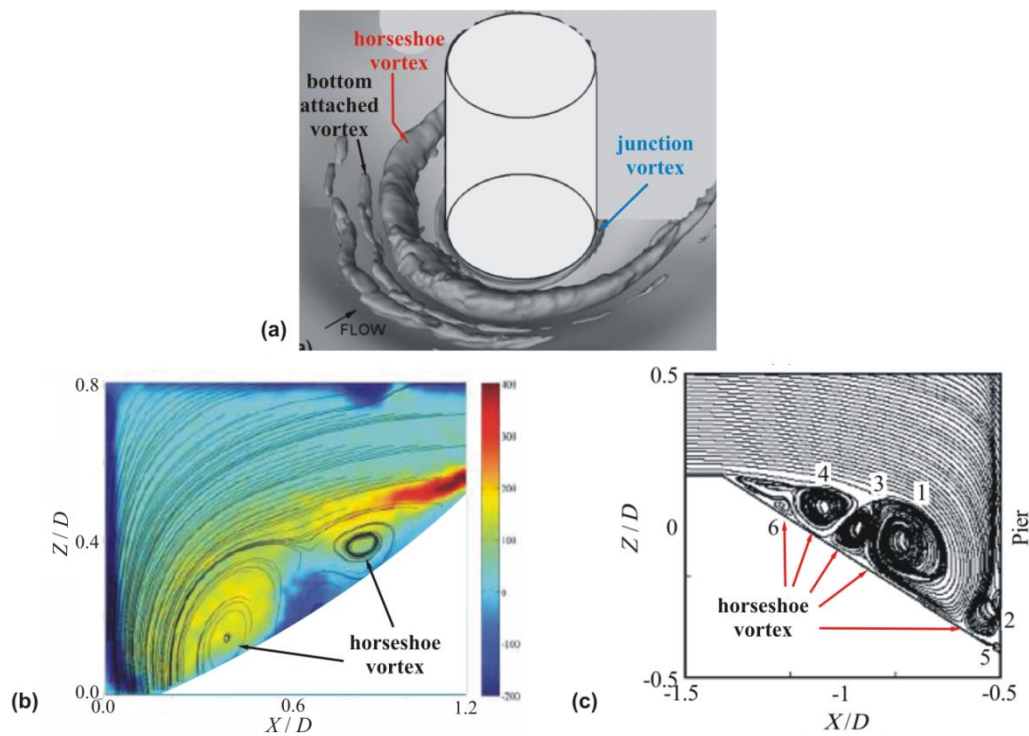 horseshoe
vortex
bottom
attached
vortex
junction
vortex
(a)
FLOW
a)
0.8
400
300
200
Z/D
0.4
100
0
horseshoe
vortex
-100
0.0
-200
(b)
0.0
0.6
1.2
X/D
0.5
4
3
1
Z/D
0
6
Pier
horseshoe
vortex
2
5
-0.5
(c)
-1.5
-1
-0.5
X/D